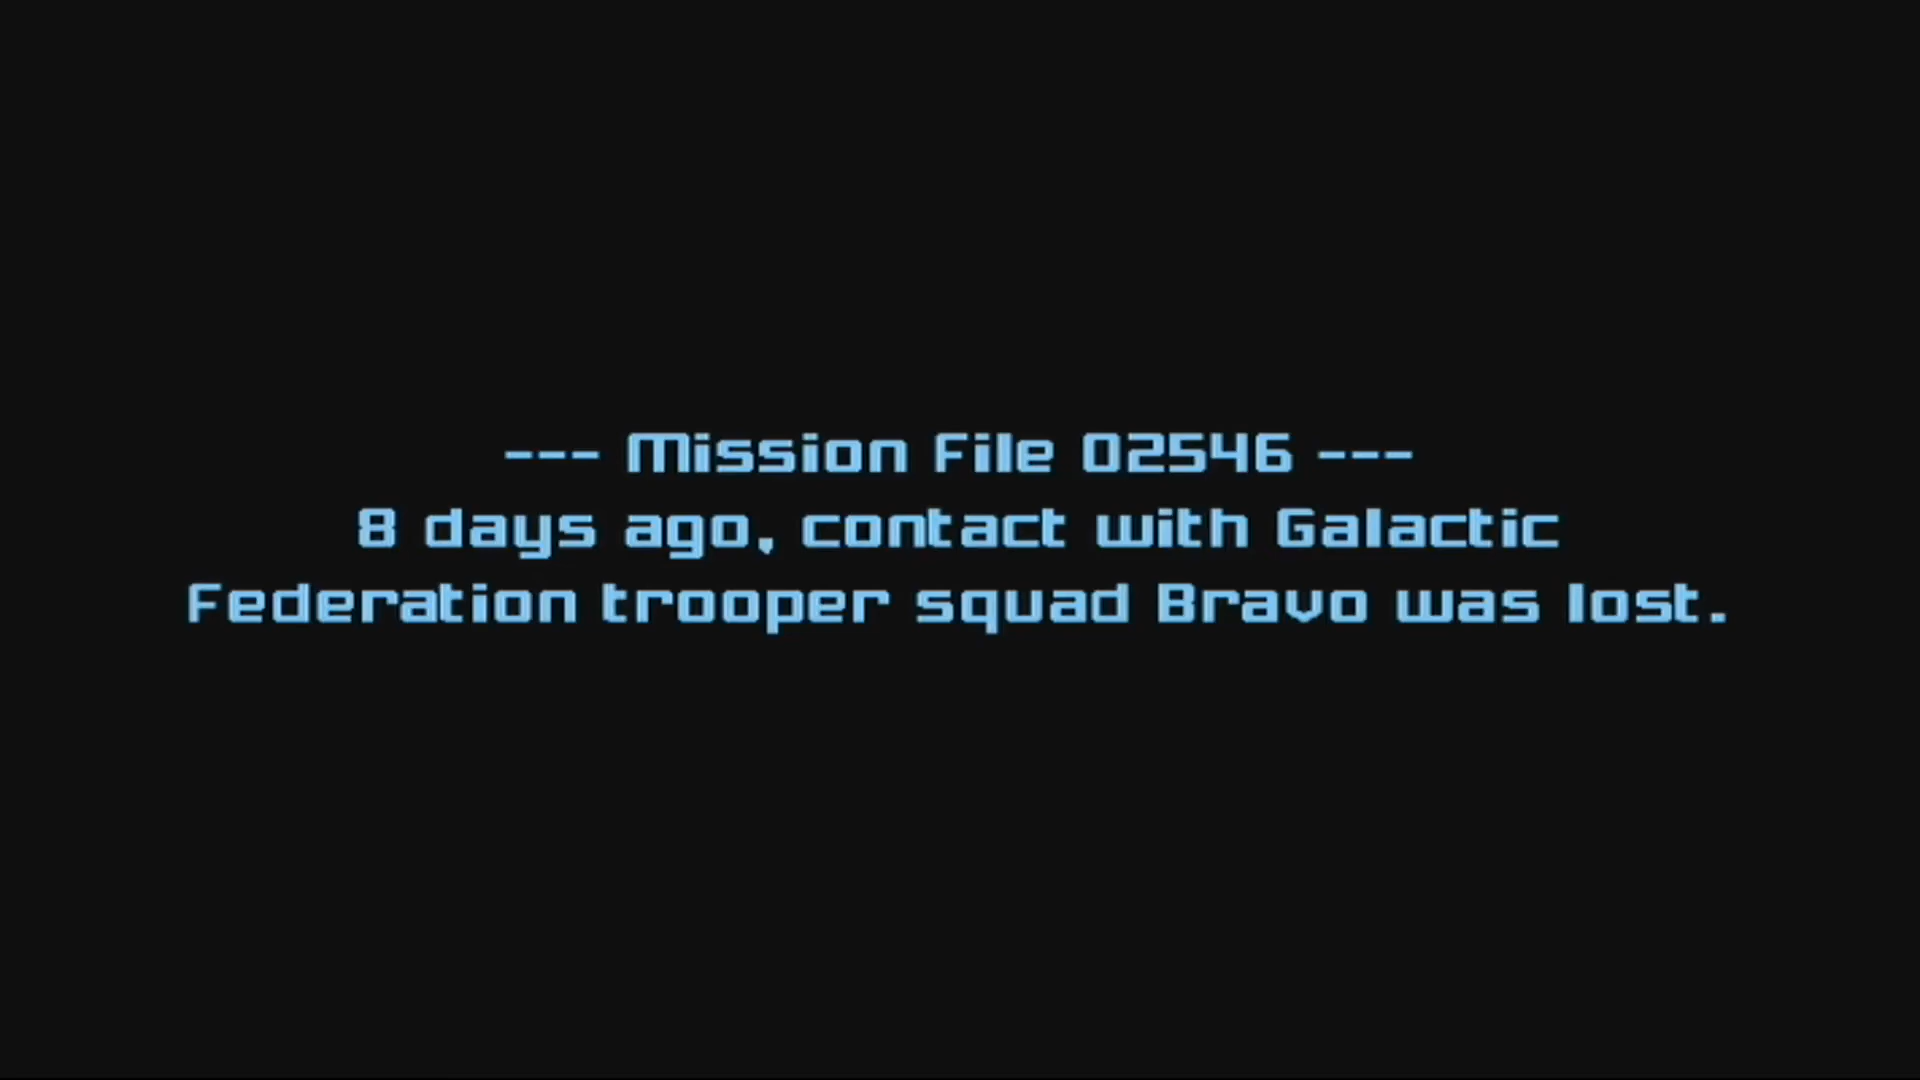 --- Mission File 02546 ---
8 days ago, contact with Galactic
Federation trooper squad Bravo was lost.